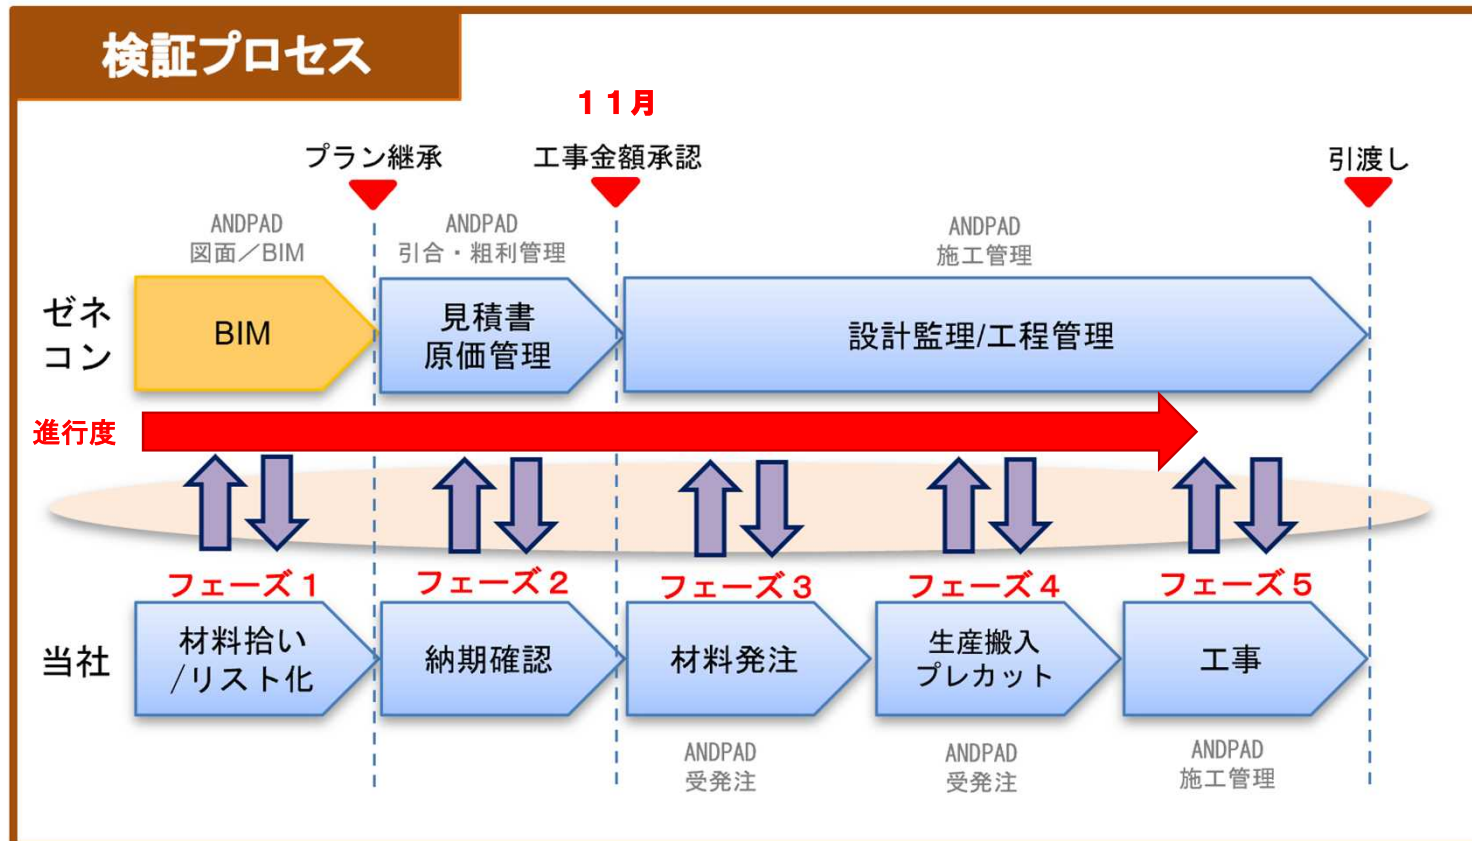 検証プロセス
１１月
プラン継承
工事金額承認
引渡し
ANDPAD
図面／BIM
ANDPAD
引合・粗利管理
ANDPAD
施工管理
ゼネ
コン
BIM
見積書
原価管理
設計監理/工程管理
進行度
フェーズ１
フェーズ２
フェーズ３
フェーズ４
フェーズ５
当社
材料拾い
/リスト化
納期確認
材料発注
生産搬入
プレカット
工事
ANDPAD
受発注
ANDPAD
受発注
ANDPAD
施工管理